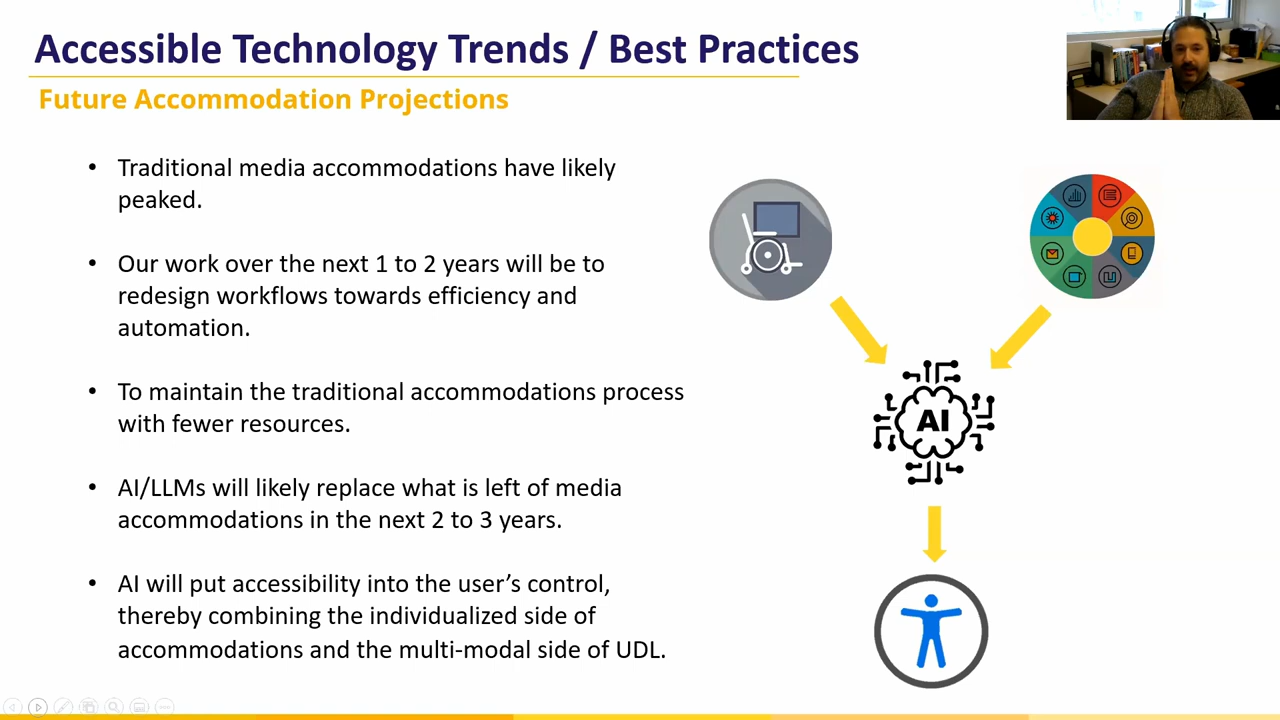 Accessible Technology Trends / Best Practices
Future Accommodation Projections
• Traditional media accommodations have likely
peaked.
• Our work over the next 1 to 2 years will be to
redesign workflows towards efficiency and
automation.
• To maintain the traditional accommodations process
with fewer resources.
• AI/LLMs will likely replace what is left of media
accommodations in the next 2 to 3 years.
• AI will put accessibility into the user’s control,
thereby combining the individualized side of
accommodations and the multi-modal side of UDL.
AI